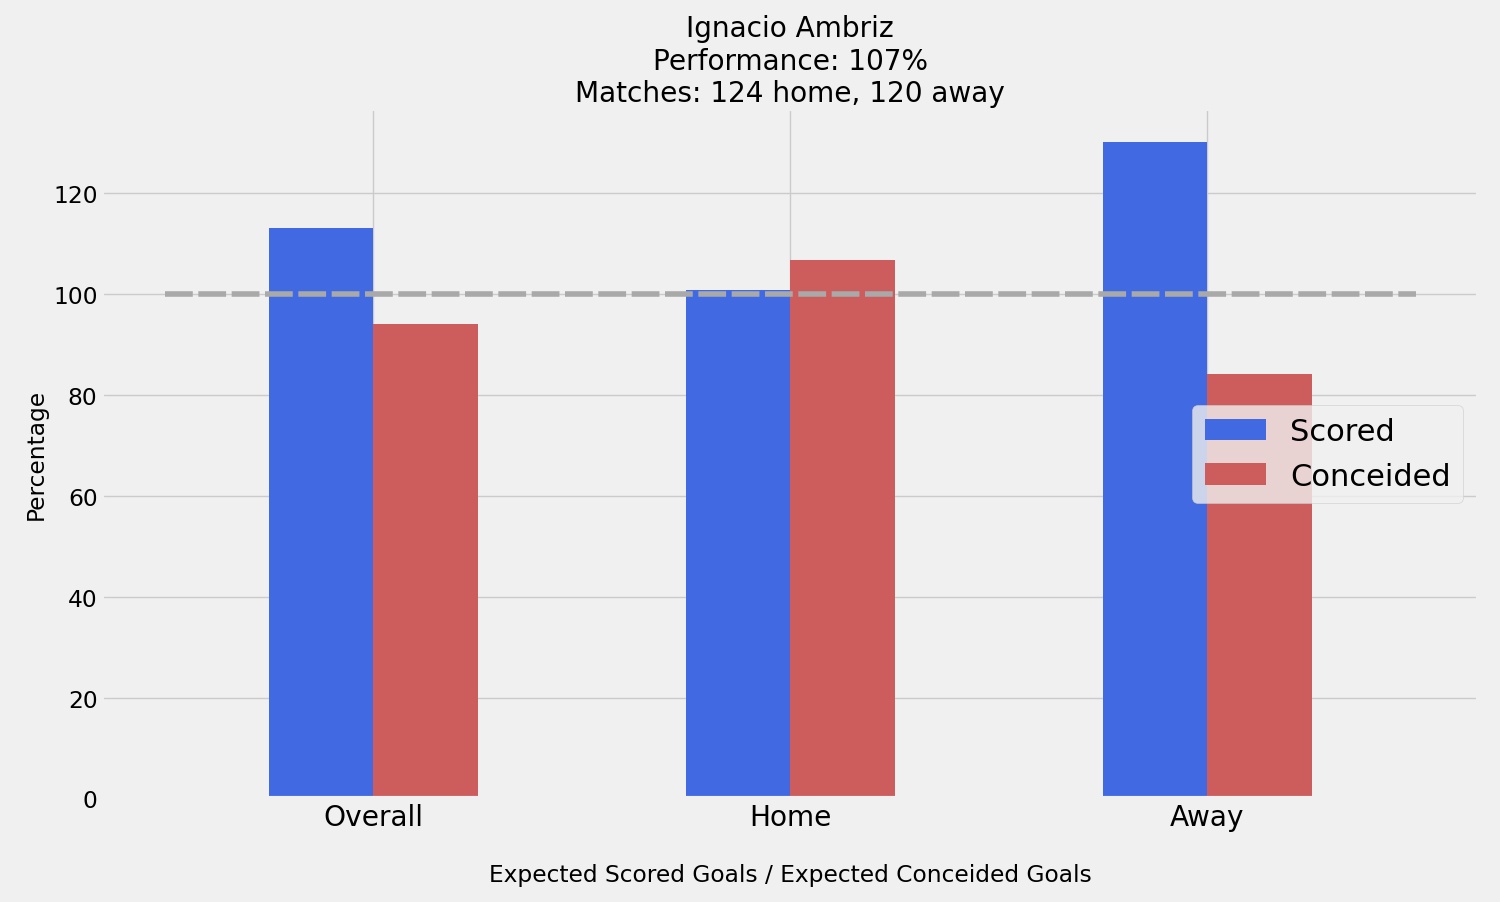 Ignacio Ambriz
Performance: 107%
Matches: 124 home, 120 away
120
100
80
60
40
20
0
Percentage
Scored
Conceided
Overall
Home
Away
Expected Scored Goals / Expected Conceided Goals